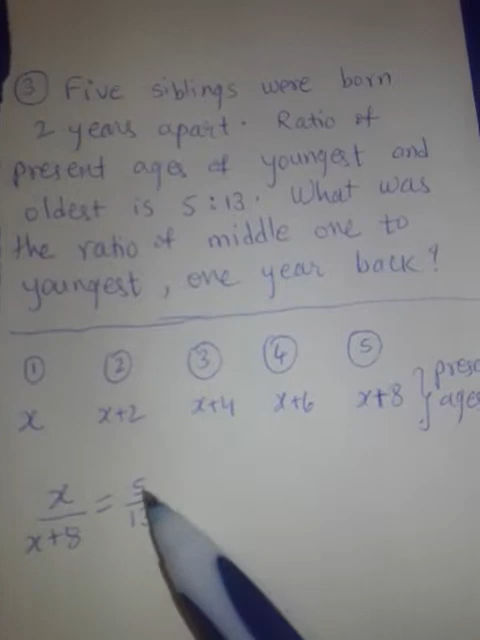 ③ Five siblings were born
2 years apart. Ratio of
present ages of youngest and
oldest is 5:13. What was
the ratio of middle one to
youngest, one year back?
① ② ③ ④ ⑤
x x+2 x+4 x+6 x+8 }
x/x+8 = 5/13